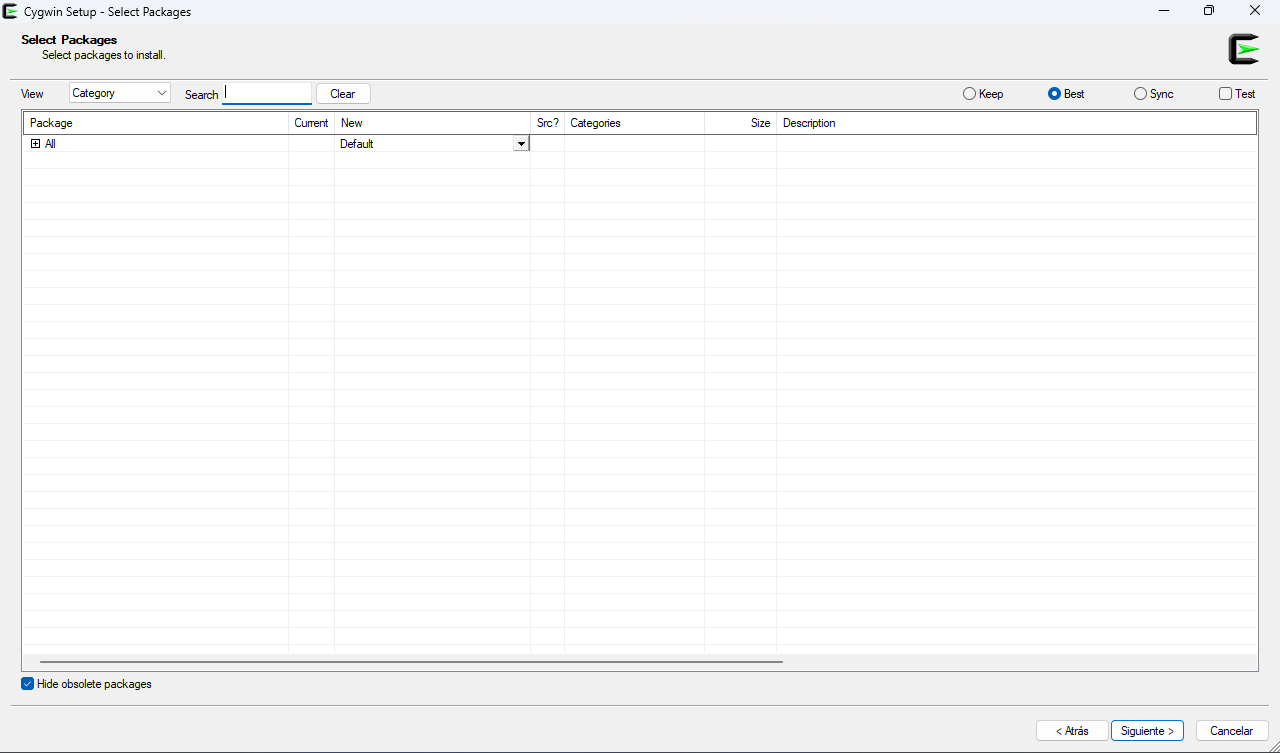 Cygwin Setup - Select Packages
Select Packages
Select packages to install.
View Category Search Clear Keep Best Sync Test
Package Current New Src? Categories Size Description
All Default
Hide obsolete packages
< Atrás Siguiente > Cancelar